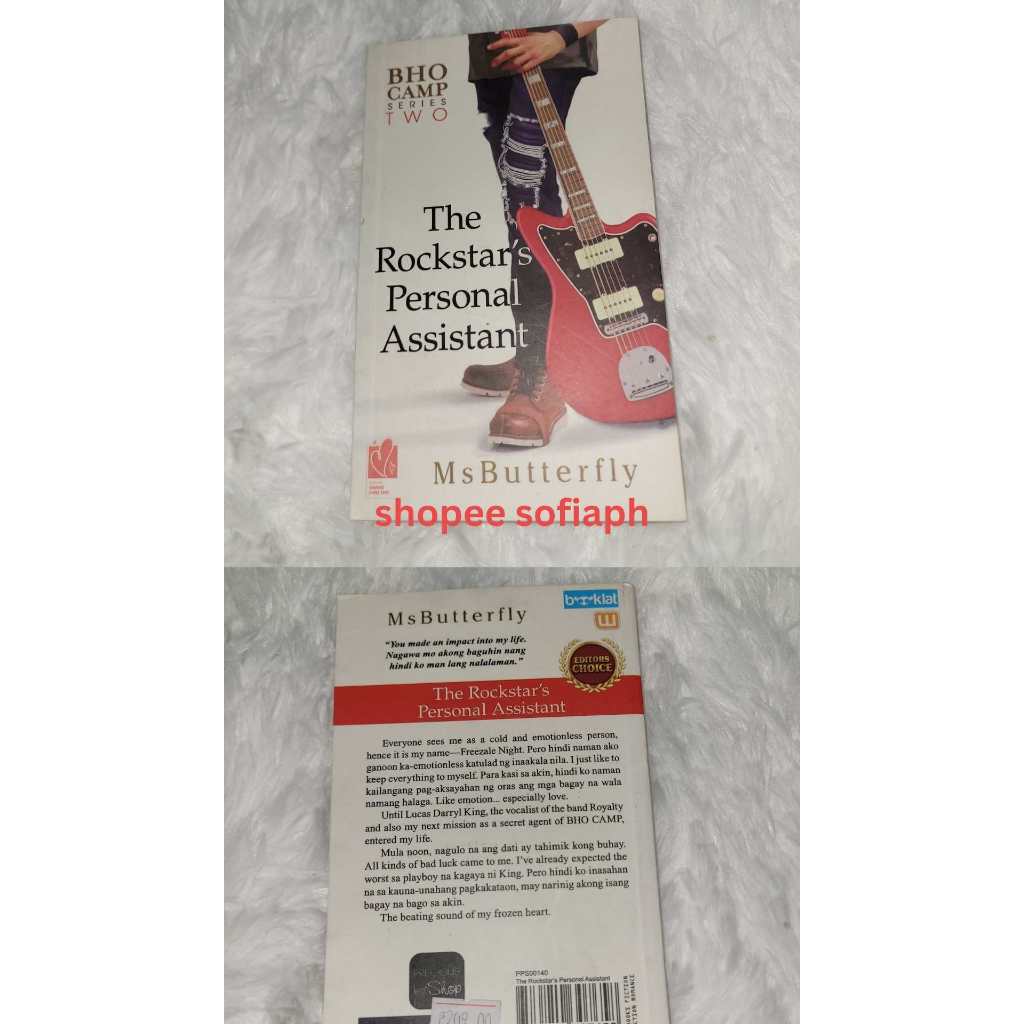 BHO
CAMP
SERIES
TWO
The
Rockstar's
Personal
Assistant
MsButterfly
shopee sofiaph
MsButterfly
b klat
"You made an impact into my life.
Nagawa mo akong baguhin nang
hindi ko man lang nalalaman."
EDITORS
CHOICE
The Rockstar's
Personal Assistant
Everyone sees me as a cold and emotionless person,
hence it is my name—Freezale Night. Pero hindi naman ako
ganoon ka-emotionless katulad ng inaakala nila. I just like to
keep everything to myself. Para kasi sa akin, hindi ko naman
kailangang pag-aksayahan ng oras ang mga bagay na wala
namang halaga. Like emotion... especially love.
Until Lucas Darryl King, the vocalist of the band Royalty
and also my next mission as a secret agent of BHO CAMP,
entered my life.
Mula noon, nagulo na ang dati ay tahimik kong buhay.
All kinds of bad luck came to me. I've already expected the
worst sa playboy na kagaya ni King. Pero hindi ko inasahan
na sa kauna-unahang pagkakataon, may narinig akong isang
bagay na bago sa akin.
The beating sound of my frozen heart.
PRECIOUS
Shop
PPS00140
The Rockstar's Personal Assistant
FICTION
ROMANCE